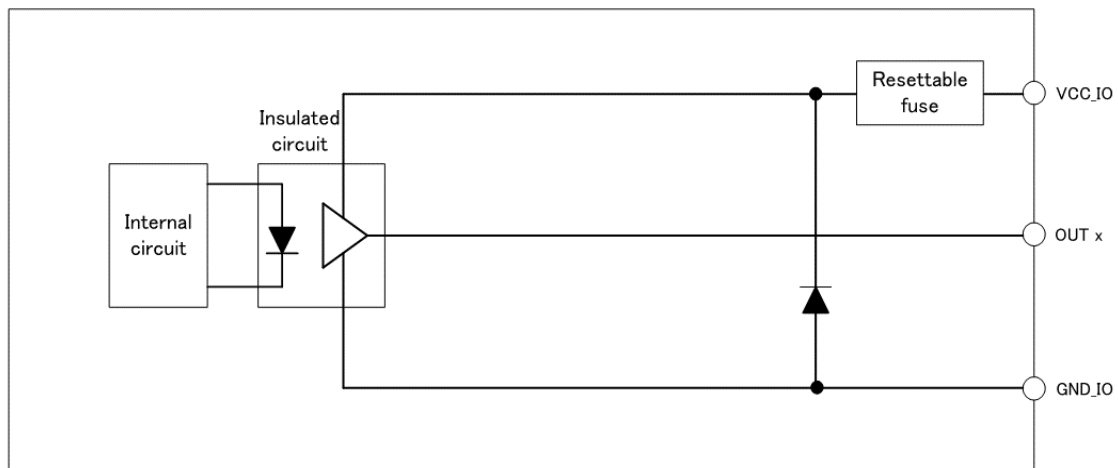 Resettable
fuse
VCC_IO
Insulated
circuit
Internal
circuit
OUT x
GND_IO